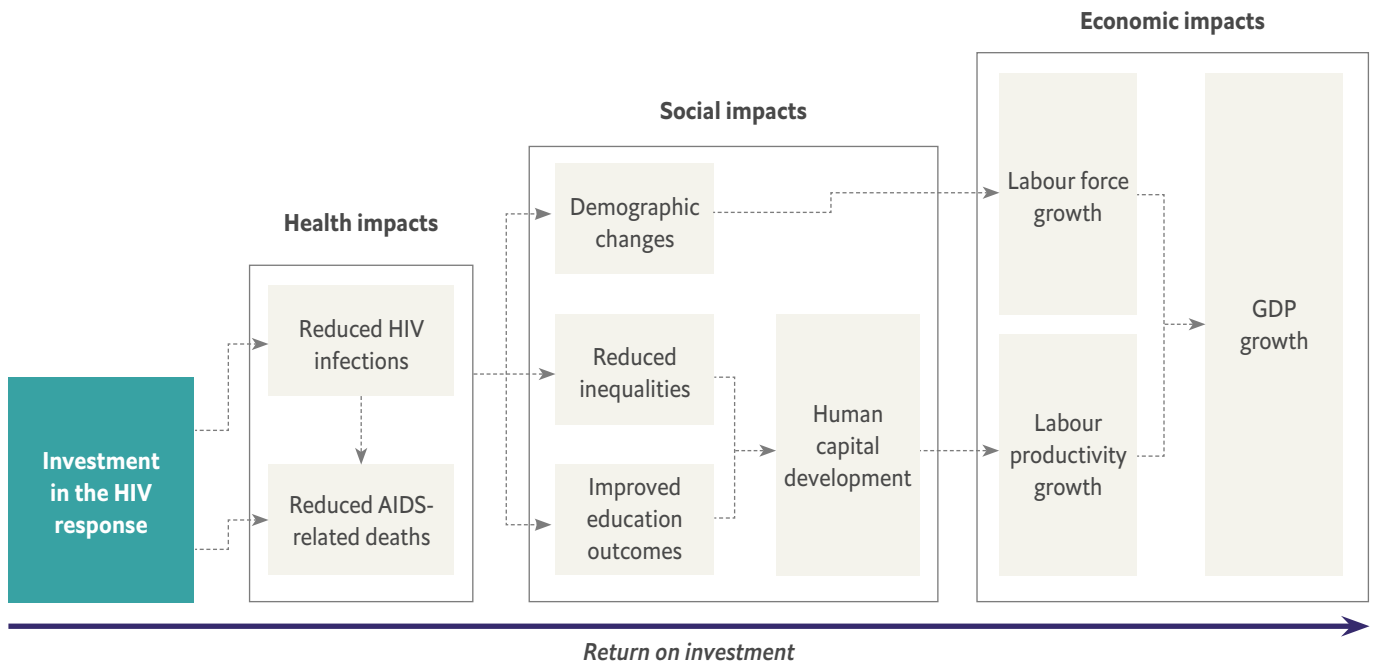 Economic impacts
Social impacts
Health impacts
Investment
in the HIV
response
Reduced HIV
infections
Reduced AIDS-
related deaths
Demographic
changes
Reduced
inequalities
Improved
education
outcomes
Human
capital
development
Labour force
growth
Labour
productivity
growth
GDP
growth
Return on investment